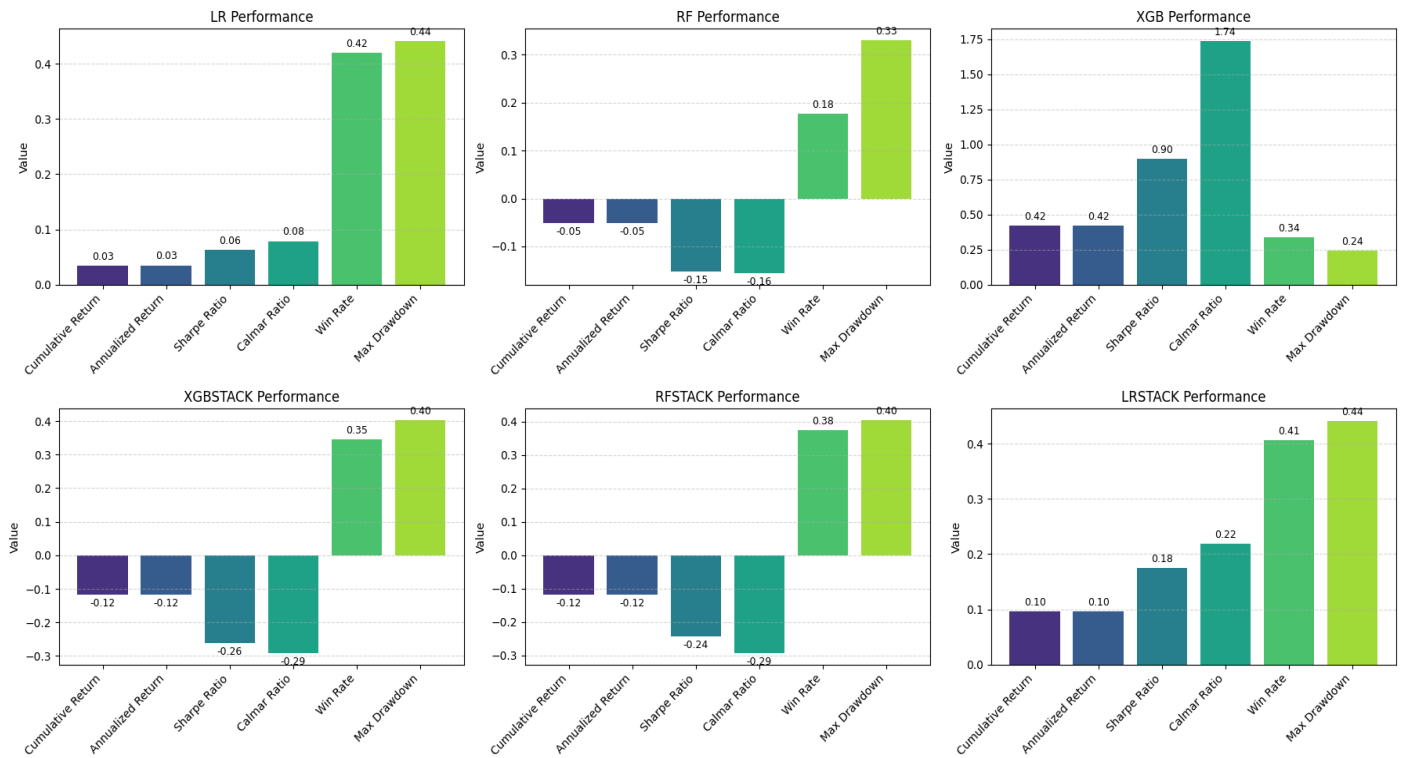 LR Performance
Value
0.4
0.3
0.2
0.1
0.0
0.03
0.03
0.06
0.08
0.42
0.44
Cumulative Return
Annualized Return
Sharpe Ratio
Calmar Ratio
Win Rate
Max Drawdown
RF Performance
Value
0.3
0.2
0.1
0.0
−0.1
-0.05
-0.05
-0.15
-0.16
0.18
0.33
Cumulative Return
Annualized Return
Sharpe Ratio
Calmar Ratio
Win Rate
Max Drawdown
XGB Performance
Value
1.75
1.50
1.25
1.00
0.75
0.50
0.25
0.00
0.42
0.42
0.90
1.74
0.34
0.24
Cumulative Return
Annualized Return
Sharpe Ratio
Calmar Ratio
Win Rate
Max Drawdown
XGBSTACK Performance
Value
0.4
0.3
0.2
0.1
0.0
−0.1
−0.2
−0.3
-0.12
-0.12
-0.26
-0.29
0.35
0.40
Cumulative Return
Annualized Return
Sharpe Ratio
Calmar Ratio
Win Rate
Max Drawdown
RFSTACK Performance
Value
0.4
0.3
0.2
0.1
0.0
−0.1
−0.2
−0.3
-0.12
-0.12
-0.24
-0.29
0.38
0.40
Cumulative Return
Annualized Return
Sharpe Ratio
Calmar Ratio
Win Rate
Max Drawdown
LRSTACK Performance
Value
0.4
0.3
0.2
0.1
0.0
0.10
0.10
0.18
0.22
0.41
0.44
Cumulative Return
Annualized Return
Sharpe Ratio
Calmar Ratio
Win Rate
Max Drawdown